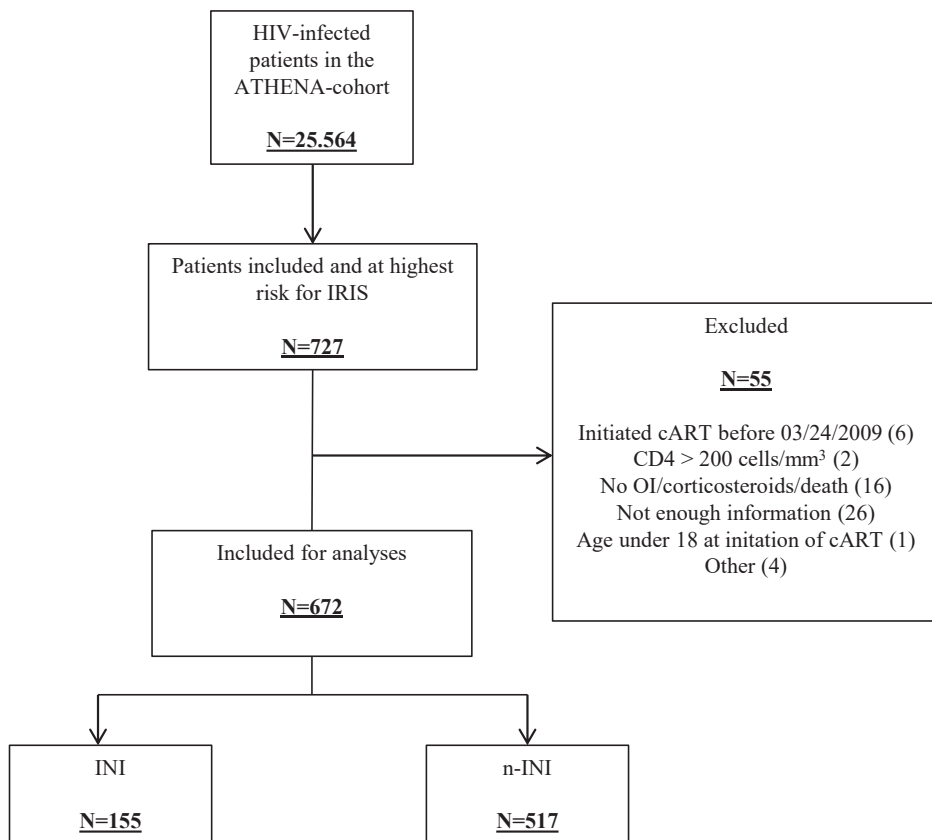 HIV-infected
patients in the
ATHENA-cohort
N=25.564
Patients included and at highest
risk for IRIS
N=727
Excluded
N=55
Initiated cART before 03/24/2009 (6)
CD4 > 200 cells/mm³ (2)
No OI/corticosteroids/death (16)
Not enough information (26)
Age under 18 at initation of cART (1)
Other (4)
Included for analyses
N=672
INI
N=155
n-INI
N=517